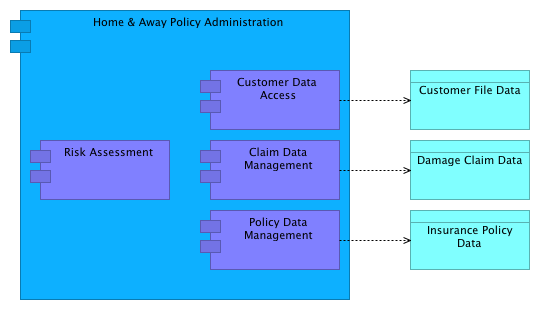 Home & Away Policy Administration
Customer Data
Access
Customer File Data
Risk Assessment
Claim Data
Management
Damage Claim Data
Policy Data
Management
Insurance Policy
Data